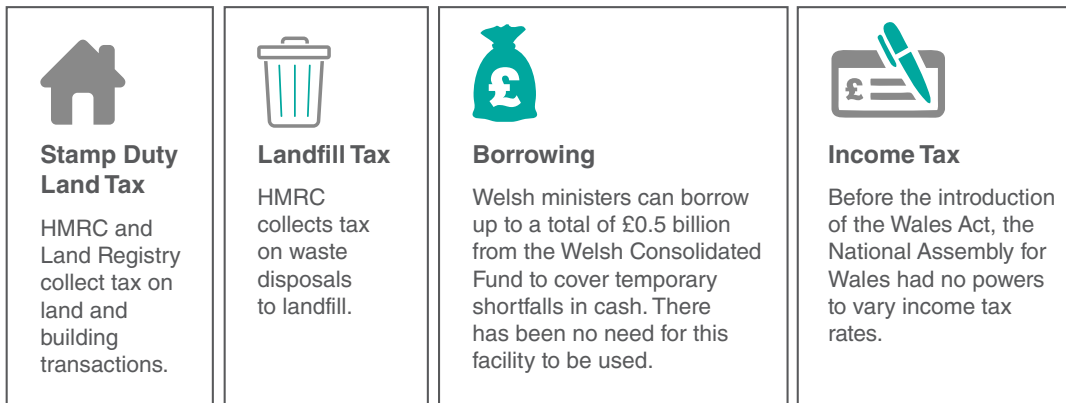 Stamp Duty
Land Tax
HMRC and
Land Registry
collect tax on
land and
building
transactions.
Landfill Tax
HMRC
collects tax
on waste
disposals
to landfill.
£
Borrowing
Welsh ministers can borrow
up to a total of £0.5 billion
from the Welsh Consolidated
Fund to cover temporary
shortfalls in cash. There
has been no need for this
facility to be used.
£
Income Tax
Before the introduction
of the Wales Act, the
National Assembly for
Wales had no powers
to vary income tax
rates.